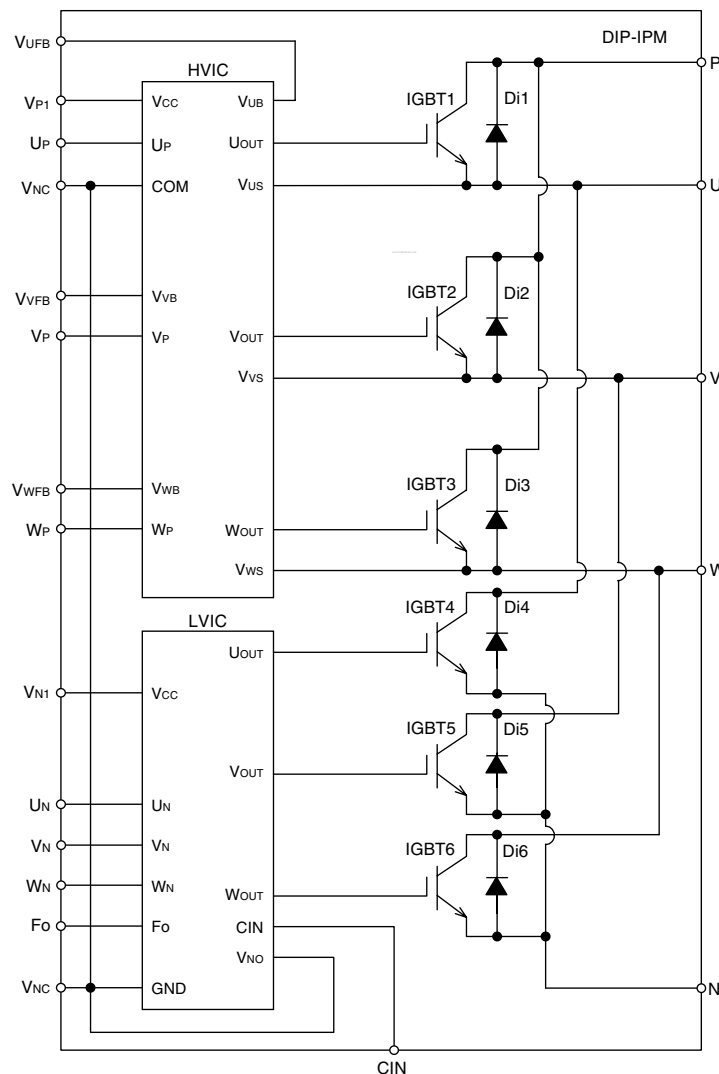 DIP-IPM
VUFB
HVIC
P
VP1
VCC
VUB
IGBT1
Di1
UP
UP
UOUT
VNC
COM
VUS
U
VVFB
VVB
IGBT2
Di2
VP
VP
VOUT
VVS
V
VWFB
VWB
IGBT3
Di3
WP
WP
WOUT
VWS
W
LVIC
IGBT4
Di4
UOUT
VN1
VCC
IGBT5
Di5
VOUT
UN
UN
VN
VN
IGBT6
Di6
WN
WN
WOUT
Fo
Fo
CIN
VNO
VNC
GND
N
CIN